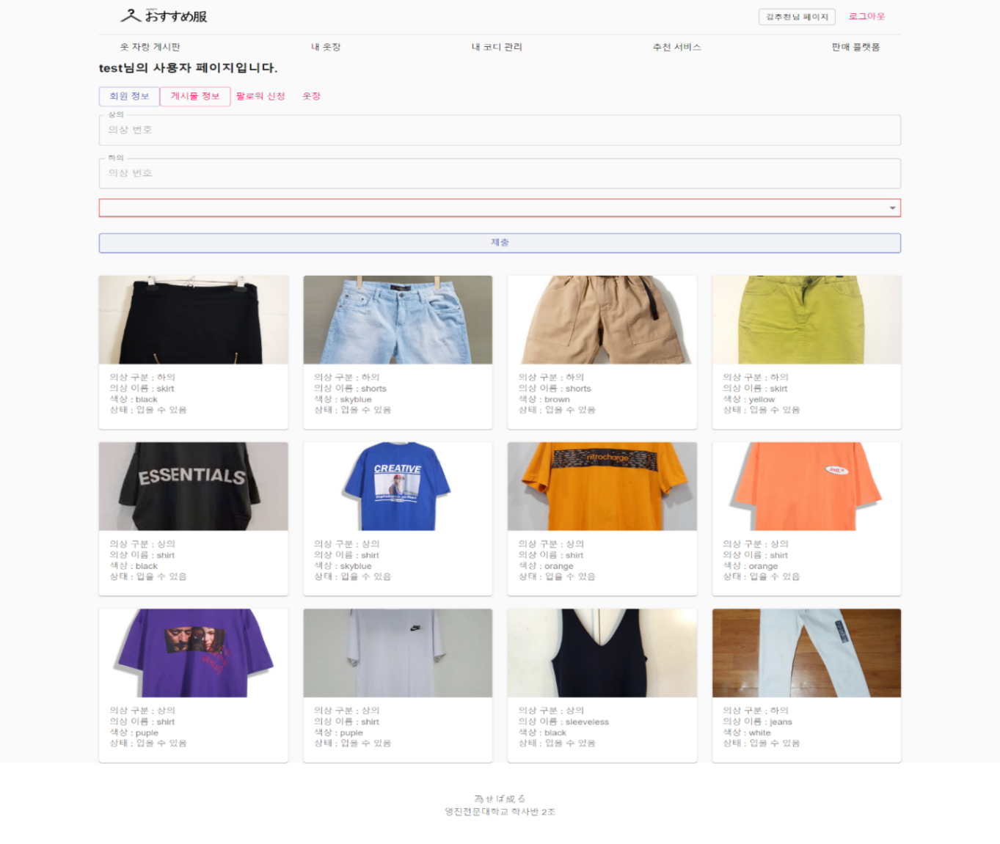 おすすめ服
김추천님 페이지
로그아웃
옷 자랑 게시판
내 옷장
내 코디 관리
추천 서비스
판매 플랫폼
test님의 사용자 페이지입니다.
회원 정보
게시물 정보
팔로워 신청
옷장
상의
의상 번호
하의
의상 번호
제출
의상 구분 : 하의
의상 이름 : skirt
색상 : black
상태 : 입을 수 있음
의상 구분 : 하의
의상 이름 : shorts
색상 : skyblue
상태 : 입을 수 있음
의상 구분 : 하의
의상 이름 : shorts
색상 : brown
상태 : 입을 수 있음
의상 구분 : 하의
의상 이름 : skirt
색상 : yellow
상태 : 입을 수 있음
ESSENTIALS
의상 구분 : 상의
의상 이름 : shirt
색상 : black
상태 : 입을 수 있음
CREATIVE
의상 구분 : 상의
의상 이름 : shirt
색상 : skyblue
상태 : 입을 수 있음
nitrocharge
의상 구분 : 상의
의상 이름 : shirt
색상 : orange
상태 : 입을 수 있음
의상 구분 : 상의
의상 이름 : shirt
색상 : orange
상태 : 입을 수 있음
의상 구분 : 상의
의상 이름 : shirt
색상 : puple
상태 : 입을 수 있음
의상 구분 : 상의
의상 이름 : shirt
색상 : puple
상태 : 입을 수 있음
의상 구분 : 상의
의상 이름 : sleeveless
색상 : black
상태 : 입을 수 있음
의상 구분 : 하의
의상 이름 : jeans
색상 : white
상태 : 입을 수 있음
為せば成る
영진전문대학교 학사반 2조